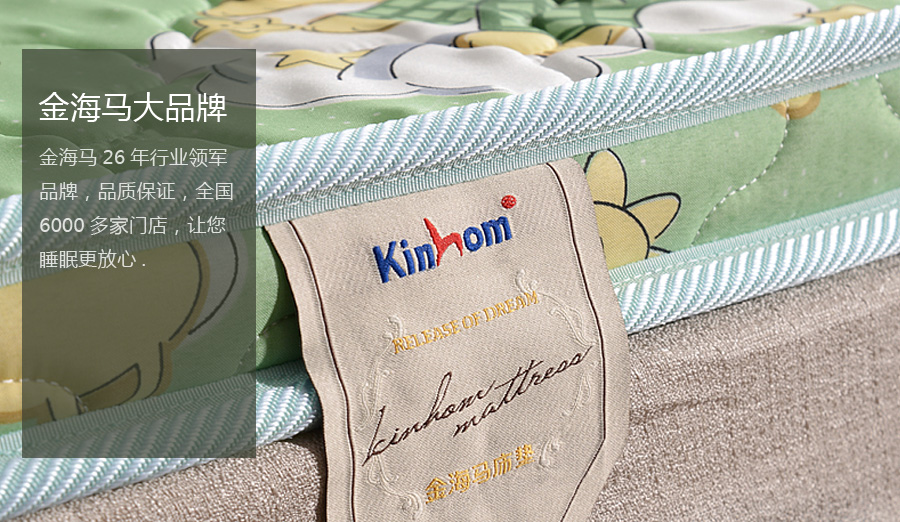 金海马大品牌
金海马 26 年行业领军
品牌，品质保证，全国
6000 多家门店，让您
睡眠更放心 .
Kinhom
RELEASE OF DREAM
kinhom
mattress
金海马床垫